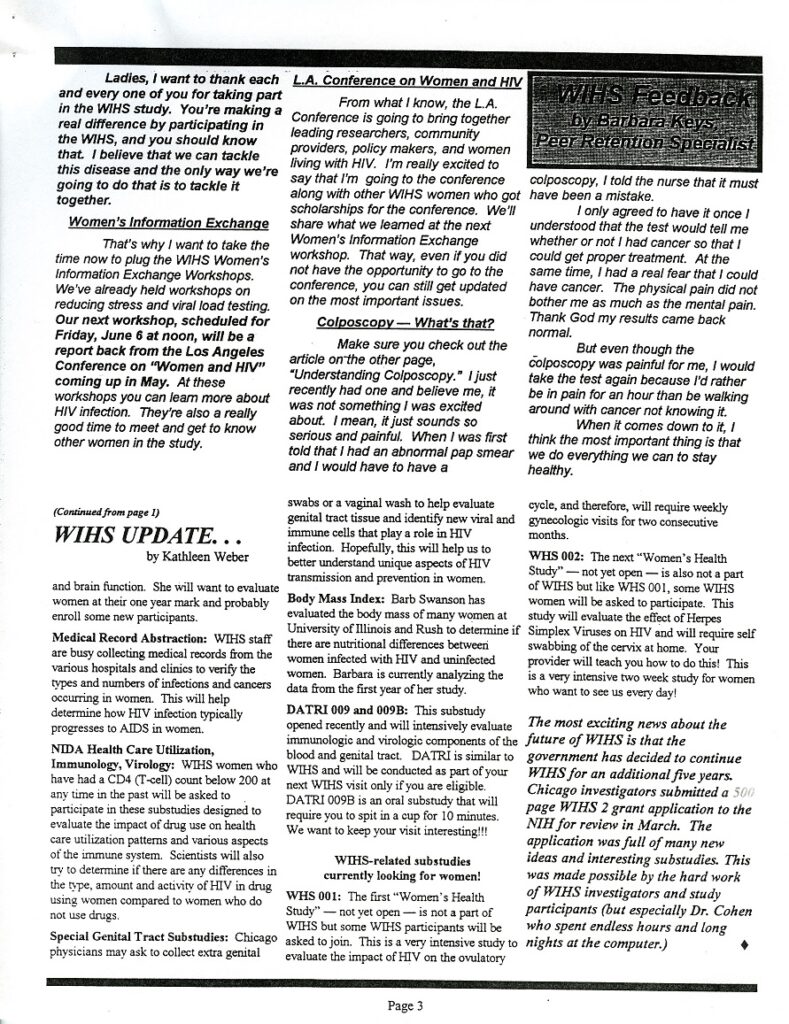 WIHS Feedback
by Barbara Keys,
Peer Retention Specialist
Ladies, I want to thank each
and every one of you for taking part
in the WIHS study. You're making a
real difference by participating in
the WIHS, and you should know
that. I believe that we can tackle
this disease and the only way we're
going to do that is to tackle it
together.
Women's Information Exchange
That's why I want to take the
time now to plug the WIHS Women's
Information Exchange Workshops.
We've already held workshops on
reducing stress and viral load testing.
Our next workshop, scheduled for
Friday, June 6 at noon, will be a
report back from the Los Angeles
Conference on "Women and HIV"
coming up in May. At these
workshops you can learn more about
HIV infection. They're also a really
good time to meet and get to know
other women in the study.
L.A. Conference on Women and HIV
From what I know, the L.A.
Conference is going to bring together
leading researchers, community
providers, policy makers, and women
living with HIV. I'm really excited to
say that I'm going to the conference
along with other WIHS women who got
scholarships for the conference. We'll
share what we learned at the next
Women's Information Exchange
workshop. That way, even if you did
not have the opportunity to go to the
conference, you can still get updated
on the most important issues.
Colposcopy — What's that?
Make sure you check out the
article on the other page,
"Understanding Colposcopy." I just
recently had one and believe me, it
was not something I was excited
about. I mean, it just sounds so
serious and painful. When I was first
told that I had an abnormal pap smear
and I would have to have a
colposcopy, I told the nurse that it must
have been a mistake.
I only agreed to have it once I
understood that the test would tell me
whether or not I had cancer so that I
could get proper treatment. At the
same time, I had a real fear that I could
have cancer. The physical pain did not
bother me as much as the mental pain.
Thank God my results came back
normal.
But even though the
colposcopy was painful for me, I would
take the test again because I'd rather
be in pain for an hour than be walking
around with cancer not knowing it.
When it comes down to it, I
think the most important thing is that
we do everything we can to stay
healthy.
(Continued from page 1)
WIHS UPDATE. . .
by Kathleen Weber
and brain function. She will want to evaluate
women at their one year mark and probably
enroll some new participants.
Medical Record Abstraction: WIHS staff
are busy collecting medical records from the
various hospitals and clinics to verify the
types and numbers of infections and cancers
occurring in women. This will help
determine how HIV infection typically
progresses to AIDS in women.
NIDA Health Care Utilization,
Immunology, Virology: WIHS women who
have had a CD4 (T-cell) count below 200 at
any time in the past will be asked to
participate in these substudies designed to
evaluate the impact of drug use on health
care utilization patterns and various aspects
of the immune system. Scientists will also
try to determine if there are any differences in
the type, amount and activity of HIV in drug
using women compared to women who do
not use drugs.
Special Genital Tract Substudies: Chicago
physicians may ask to collect extra genital
swabs or a vaginal wash to help evaluate
genital tract tissue and identify new viral and
immune cells that play a role in HIV
infection. Hopefully, this will help us to
better understand unique aspects of HIV
transmission and prevention in women.
Body Mass Index: Barb Swanson has
evaluated the body mass of many women at
University of Illinois and Rush to determine if
there are nutritional differences between
women infected with HIV and uninfected
women. Barbara is currently analyzing the
data from the first year of her study.
DATRI 009 and 009B: This substudy
opened recently and will intensively evaluate
immunologic and virologic components of the
blood and genital tract. DATRI is similar to
WIHS and will be conducted as part of your
next WIHS visit only if you are eligible.
DATRI 009B is an oral substudy that will
require you to spit in a cup for 10 minutes.
We want to keep your visit interesting!!!
WIHS-related substudies
currently looking for women!
WHS 001: The first "Women's Health
Study" — not yet open — is not a part of
WIHS but some WIHS participants will be
asked to join. This is a very intensive study to
evaluate the impact of HIV on the ovulatory
cycle, and therefore, will require weekly
gynecologic visits for two consecutive
months.
WHS 002: The next "Women's Health
Study" — not yet open — is also not a part
of WIHS but like WHS 001, some WIHS
women will be asked to participate. This
study will evaluate the effect of Herpes
Simplex Viruses on HIV and will require self
swabbing of the cervix at home. Your
provider will teach you how to do this! This
is a very intensive two week study for women
who want to see us every day!
The most exciting news about the
future of WIHS is that the
government has decided to continue
WIHS for an additional five years.
Chicago investigators submitted a 500
page WIHS 2 grant application to the
NIH for review in March. The
application was full of many new
ideas and interesting substudies. This
was made possible by the hard work
of WIHS investigators and study
participants (but especially Dr. Cohen
who spent endless hours and long
nights at the computer.)
Page 3